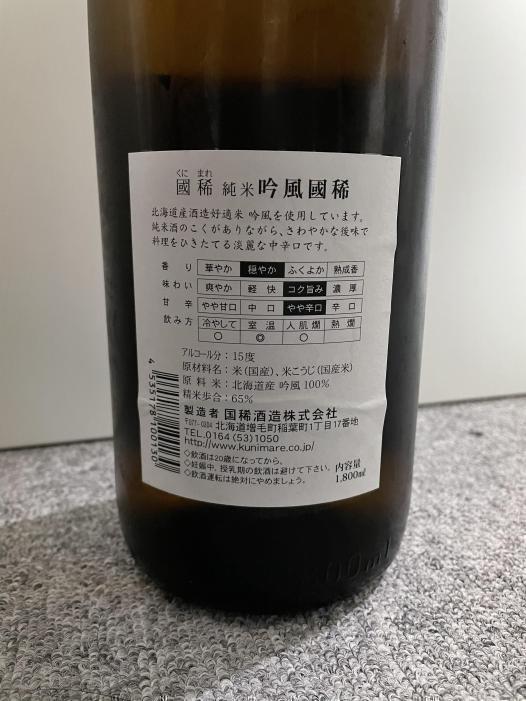 くに まれ
國稀 純米 吟風國稀
北海道産酒造好適米 吟風を使用しています。
純米酒のこくがありながら、さわやかな後味で
料理をひきたてる淡麗な中辛口です。
香り 華やか 穏やか ふくよか 熟成香
味わい 爽やか 軽快 コク旨み 濃厚
甘辛 やや甘口 中口 やや辛口 辛口
飲み方 冷やして 室温 人肌燗 熱燗
○ ◎ ○
アルコール分：15度
原材料名：米(国産)、米こうじ(国産米)
原料米：北海道産 吟風 100%
精米歩合：65%
製造者 国稀酒造株式会社
〒077-0204 北海道増毛町稲葉町1丁目17番地
TEL.0164 (53)1050
http://www.kunimare.co.jp/
◇飲酒は20歳になってから。
◇妊娠中、授乳期の飲酒は避けて下さい。
◇飲酒運転は絶対にやめましょう。
内容量
1,800ml